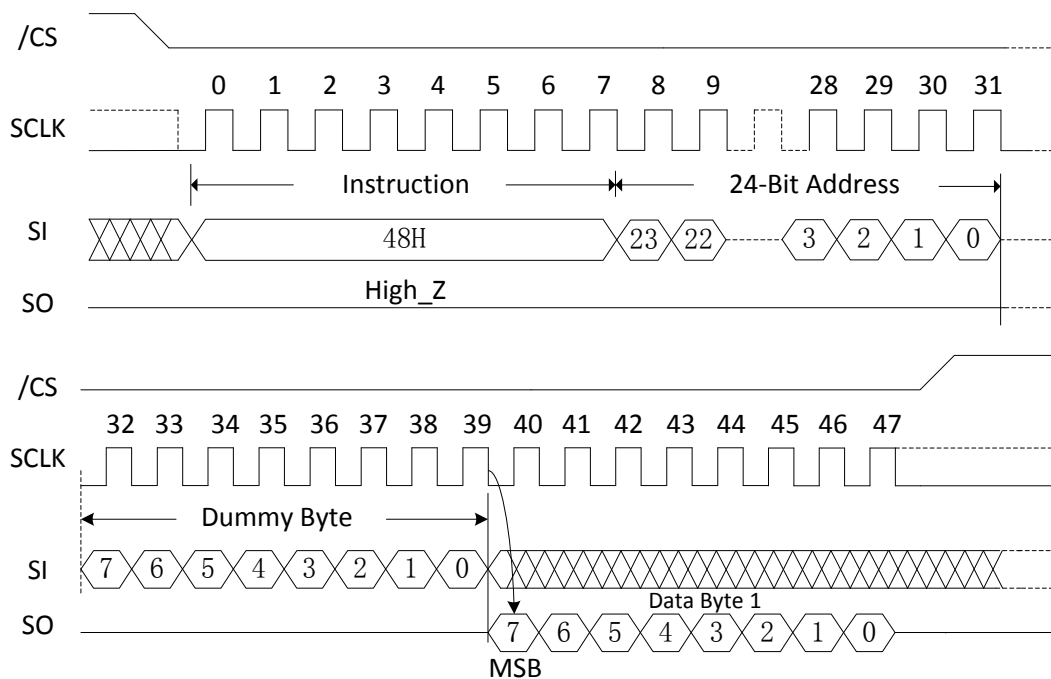 /CS
0 1 2 3 4 5 6 7 8 9 28 29 30 31
SCLK
Instruction 24-Bit Address
SI 48H 23 22 3 2 1 0
High_Z
SO
/CS
32 33 34 35 36 37 38 39 40 41 42 43 44 45 46 47
SCLK
Dummy Byte
SI 7 6 5 4 3 2 1 0
Data Byte 1
SO 7 6 5 4 3 2 1 0
MSB